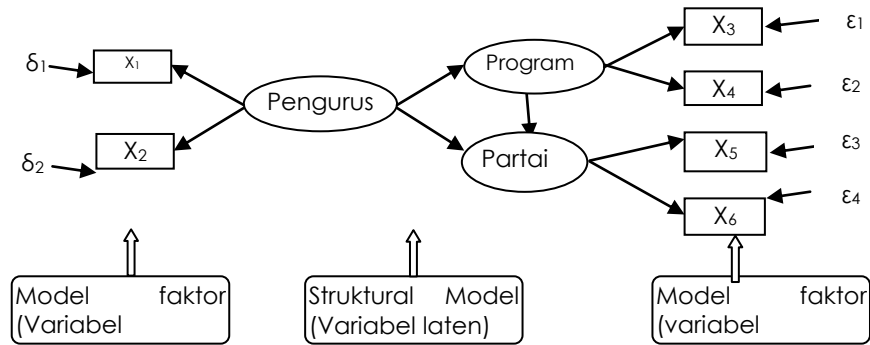 δ1
X1
δ2
X2
Pengurus
Program
Partai
X3
ε1
X4
ε2
X5
ε3
X6
ε4
Model faktor
(Variabel
Struktural Model
(Variabel laten)
Model faktor
(variabel